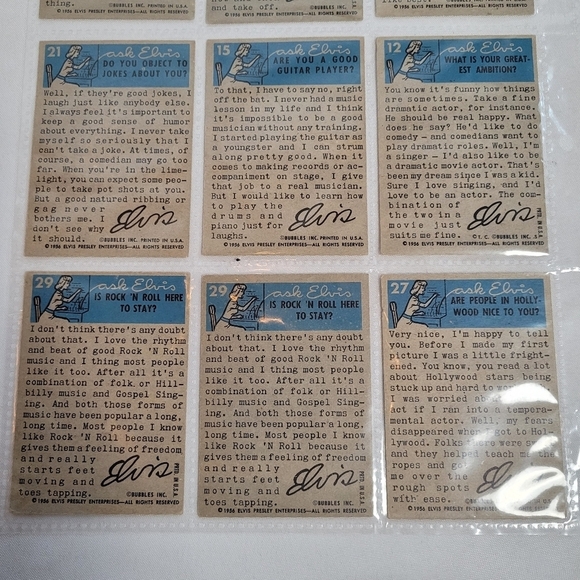 thing.
© 1956 ELVIS PRESLEY ENTERPRISES—ALL RIGHTS RESERVED
and take off.
© 1956 ELVIS PRESLEY ENTERPRISES—ALL RIGHTS RESERVED
© 1956 ELVIS PRESLEY ENTERPRISES—ALL RIGHTS RESERVED
21
ask Elvis
DO YOU OBJECT TO
JOKES ABOUT YOU?
Well, if they're good jokes, I
laugh just like anybody else.
I always feel it's important to
keep a good sense of humor
about everything. I never take
myself so seriously that I
can't take a joke. At times, of
course, a comedian may go too
far. When you're in the lime-
light, you can expect some peo-
ple to take pot shots at you.
But a good natured ribbing or
gag never
bothers me. I
don't see why
it should.
Elvis
©BUBBLES INC. PRINTED IN U.S.A.
© 1956 ELVIS PRESLEY ENTERPRISES—ALL RIGHTS RESERVED
15
ask Elvis
ARE YOU A GOOD
GUITAR PLAYER?
To that, I have to say no, right
off the bat. I never had a music
lesson in my life and I think
it's impossible to be a good
musician without any training.
I started playing the guitar as
a youngster and I can strum
along pretty good. When it
comes to making records or ac-
companiment on stage, I give
that job to a real musician. But
I would like to learn how
to play the
drums and
piano just for
laughs.
Elvis
©BUBBLES INC. PRINTED IN U.S.A.
© 1956 ELVIS PRESLEY ENTERPRISES—ALL RIGHTS RESERVED
12
ask Elvis
WHAT IS YOUR GREAT-
EST AMBITION?
You know it's funny how things
are sometimes. Take a fine
dramatic actor, for instance.
He should be real happy. What
does he say? He'd like to do
comedy - and comedians want to
play dramatic roles. Well, I'm
a singer - I'd also like to be
a dramatic movie actor. That's
been my dream since I was a kid.
Sure I love singing, and I'd
Love to be an actor. The com-
bination of
the two in a
movie just
suits me fine.
Elvis
PRTD. IN U.S.A.
© T. C. ©BUBBLES INC.
© 1956 ELVIS PRESLEY ENTERPRISES—ALL RIGHTS RESERVED
29
ask Elvis
IS ROCK 'N ROLL HERE
TO STAY?
I don't think there's any doubt
about that. I love the rhythm
and beat of good Rock 'N Roll
music and I thing most people
like it too. After all it's a
combination of folk or Hill-
billy music and Gospel Sing-
ing. And both those forms of
music have been popular a long,
long time. Most people I know
like Rock 'N Roll because it
gives them a feeling of freedom
and really
starts feet
moving and
toes tapping.
Elvis
PRTD. IN U.S.A.
©BUBBLES INC.
© 1956 ELVIS PRESLEY ENTERPRISES—ALL RIGHTS RESERVED
29
ask Elvis
IS ROCK 'N ROLL HERE
TO STAY?
I don't think there's any doubt
about that. I love the rhythm
and beat of good Rock 'N Roll
music and I thing most people
like it too. After all it's a
combination of folk or Hill-
billy music and Gospel Sing-
ing. And both those forms of
music have been popular a long,
long time. Most people I know
like Rock 'N Roll because it
gives them a feeling of freedom
and really
starts feet
moving and
toes tapping.
Elvis
PRTD. IN U.S.A.
©BUBBLES INC.
© 1956 ELVIS PRESLEY ENTERPRISES—ALL RIGHTS RESERVED
27
ask Elvis
ARE PEOPLE IN HOLLY-
WOOD NICE TO YOU?
Very nice, I'm happy to tell
you. Before I made my first
picture I was a little fright-
ened. You know, you read a lot
about Hollywood stars being
stuck up and hard to
I was worried about
act if I ran into a tempera-
mental actor. Well, my fears
disappeared when got to Hol-
lywood. Folks were
and they helped teach me the
ropes and go
me over the
rough spots
with ease.
Elvis
PRTD. IN U.S.A.
©BUBBLES INC.
© 1956 ELVIS PRESLEY ENTERPRISES—ALL RIGHTS RESERVED